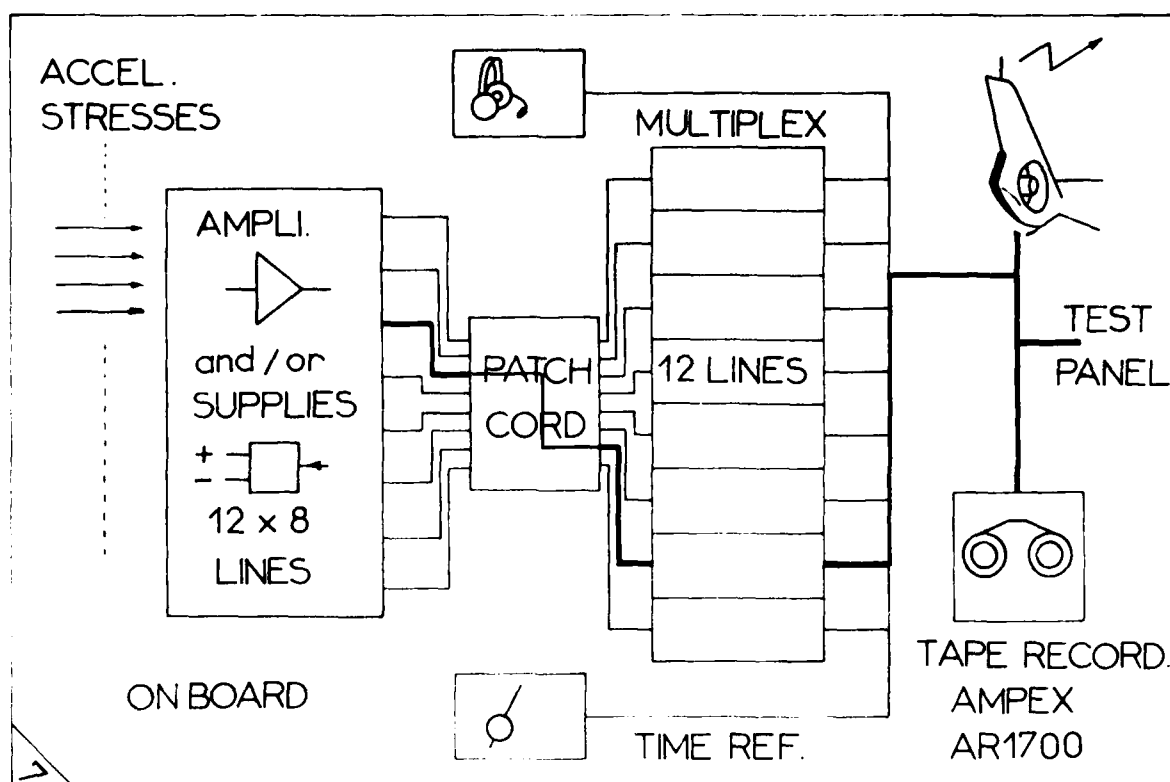 ACCEL.
STRESSES
AMPLI.
and / or
SUPPLIES
+
-
12 x 8
LINES
ON BOARD
PATCH
CORD
MULTIPLEX
12 LINES
TIME REF.
TEST
PANEL
TAPE RECORD.
AMPEX
AR1700
7